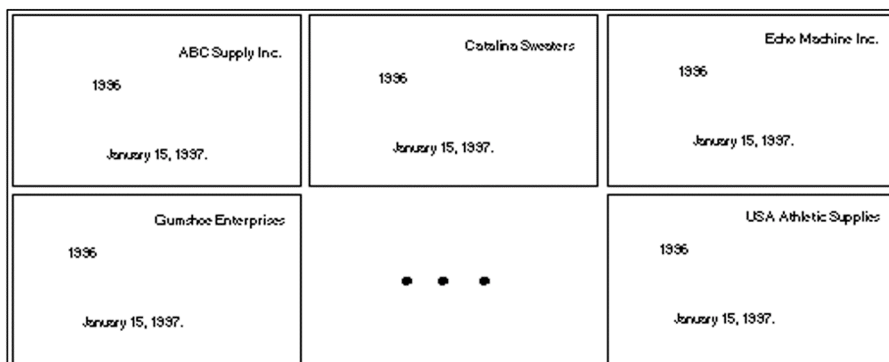 ABC Supply Inc.
1996
January 15, 1997.
Catalina Sweaters
1996
January 15, 1997.
Echo Machine Inc.
1996
January 15, 1997.
Gumshoe Enterprises
1996
January 15, 1997.
USA Athletic Supplies
1996
January 15, 1997.